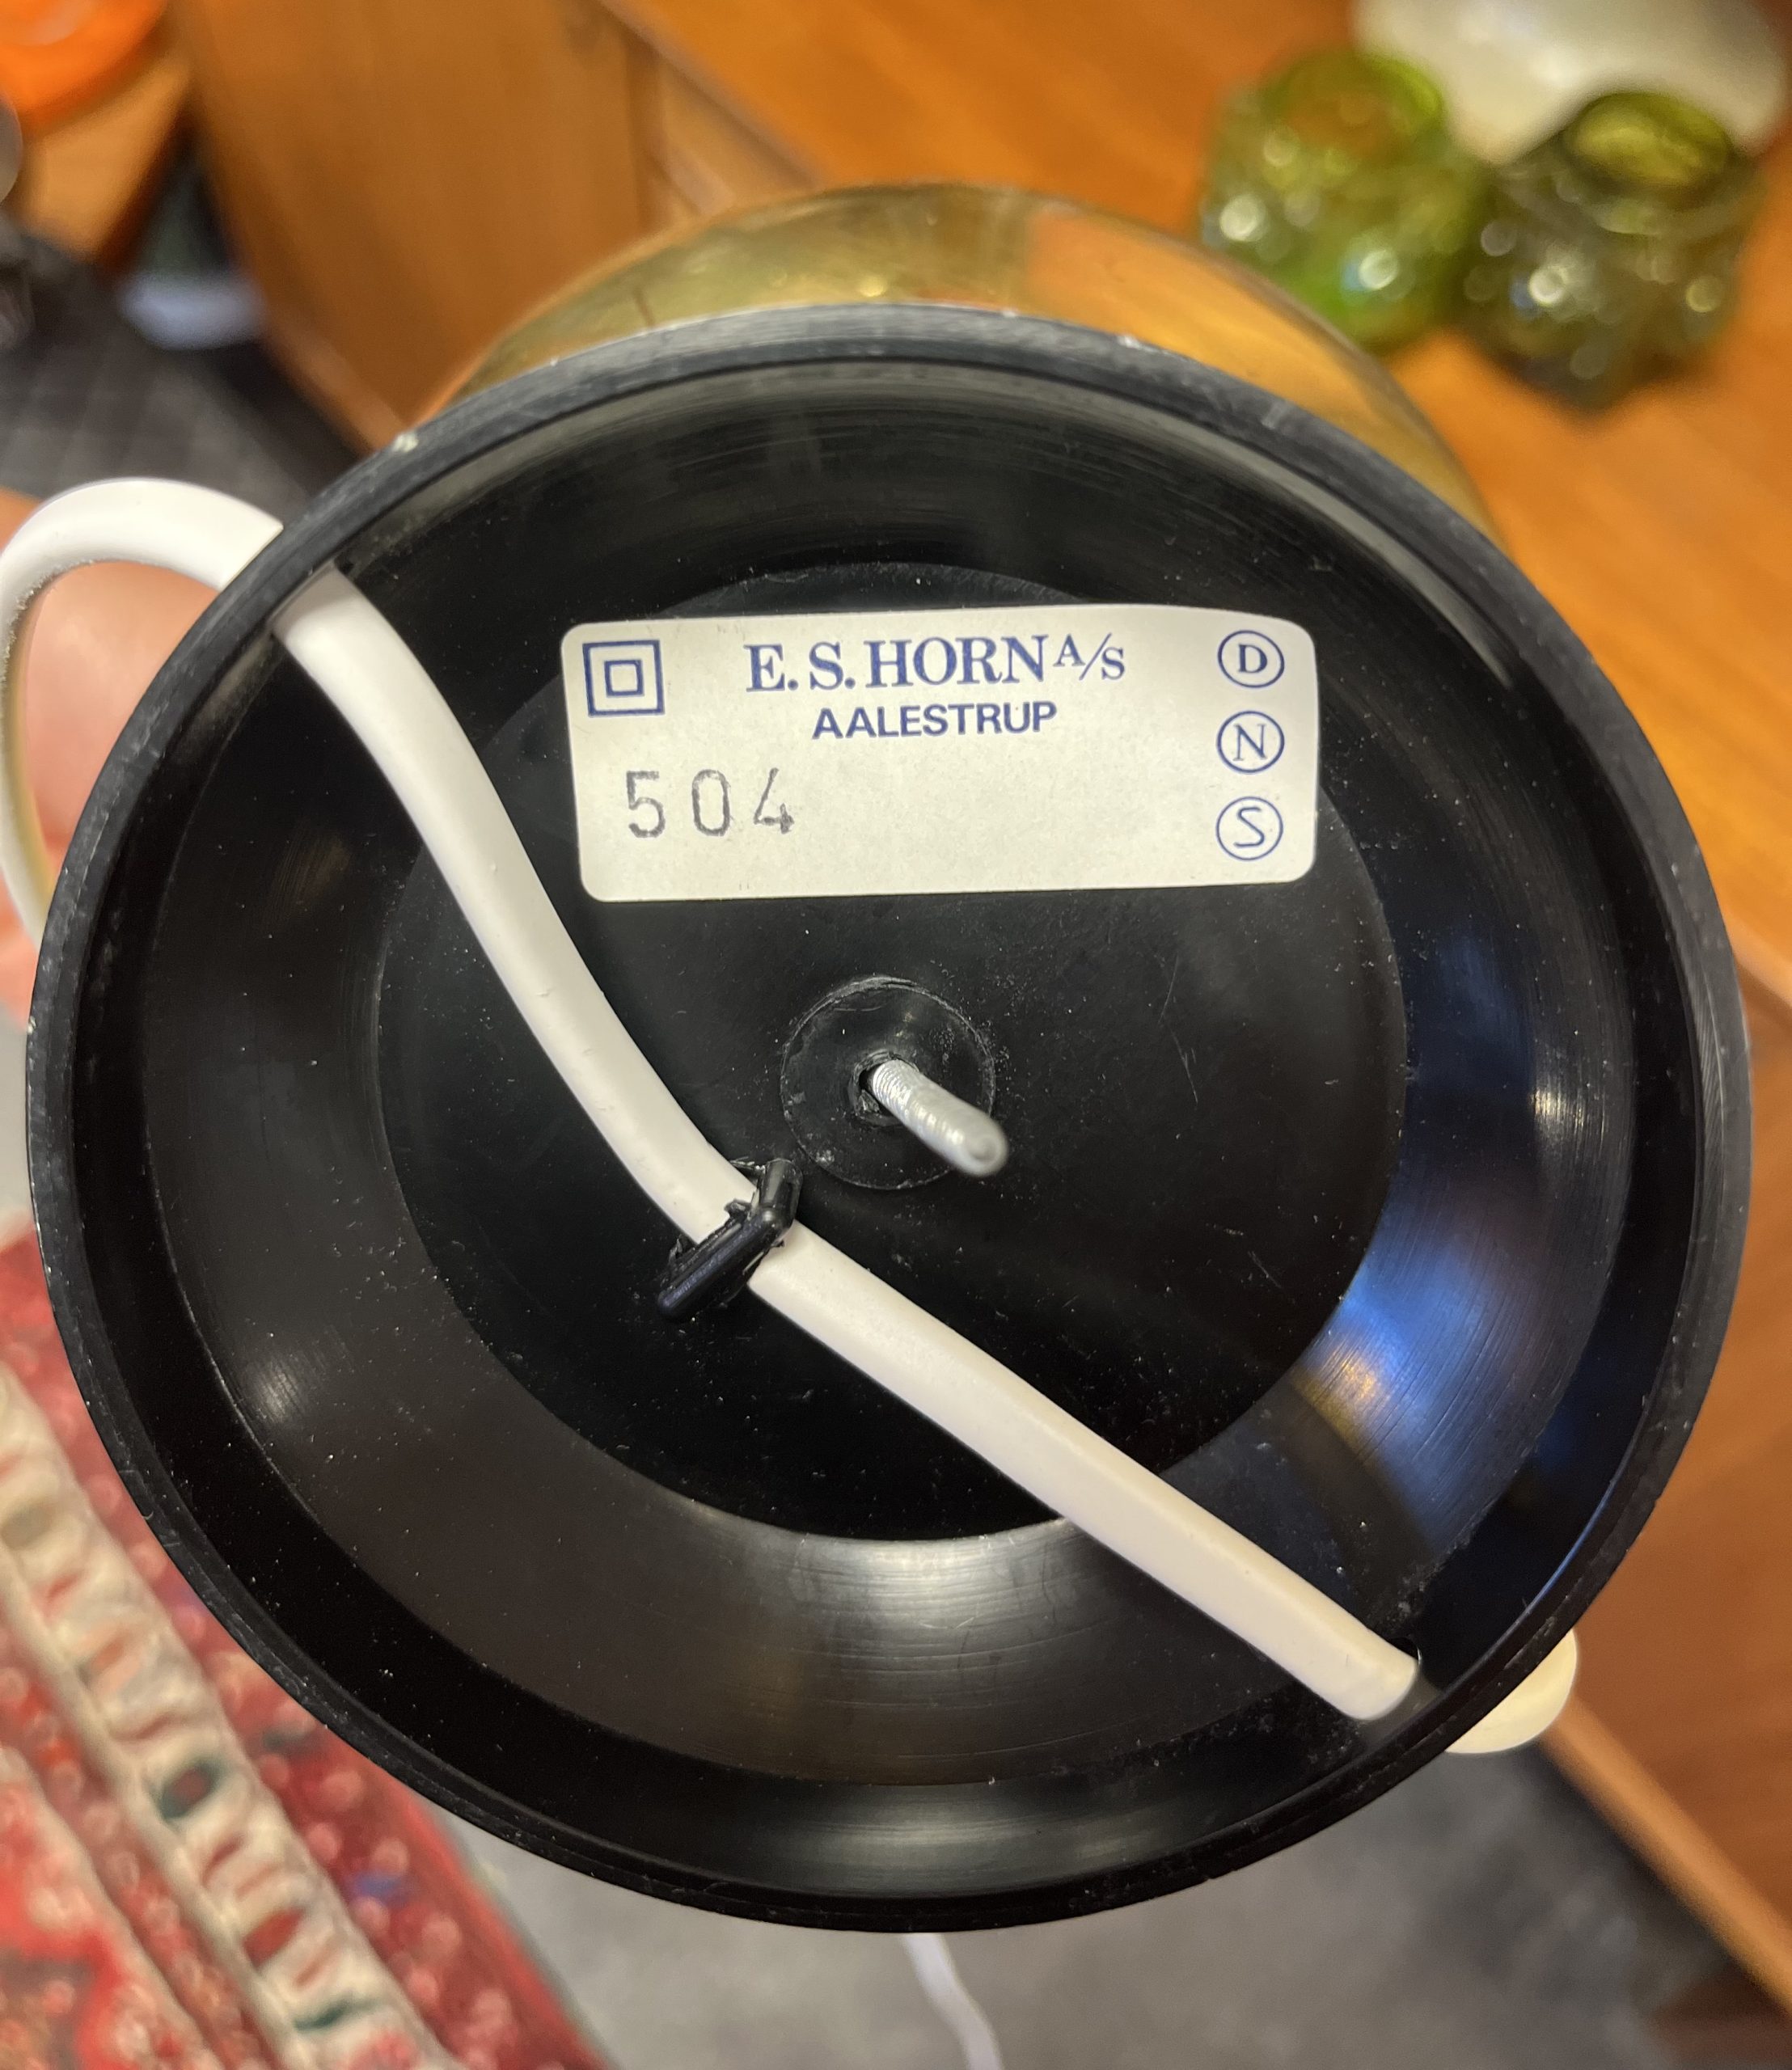 E.S.HORN A/S
AALESTRUP
504
D
N
S